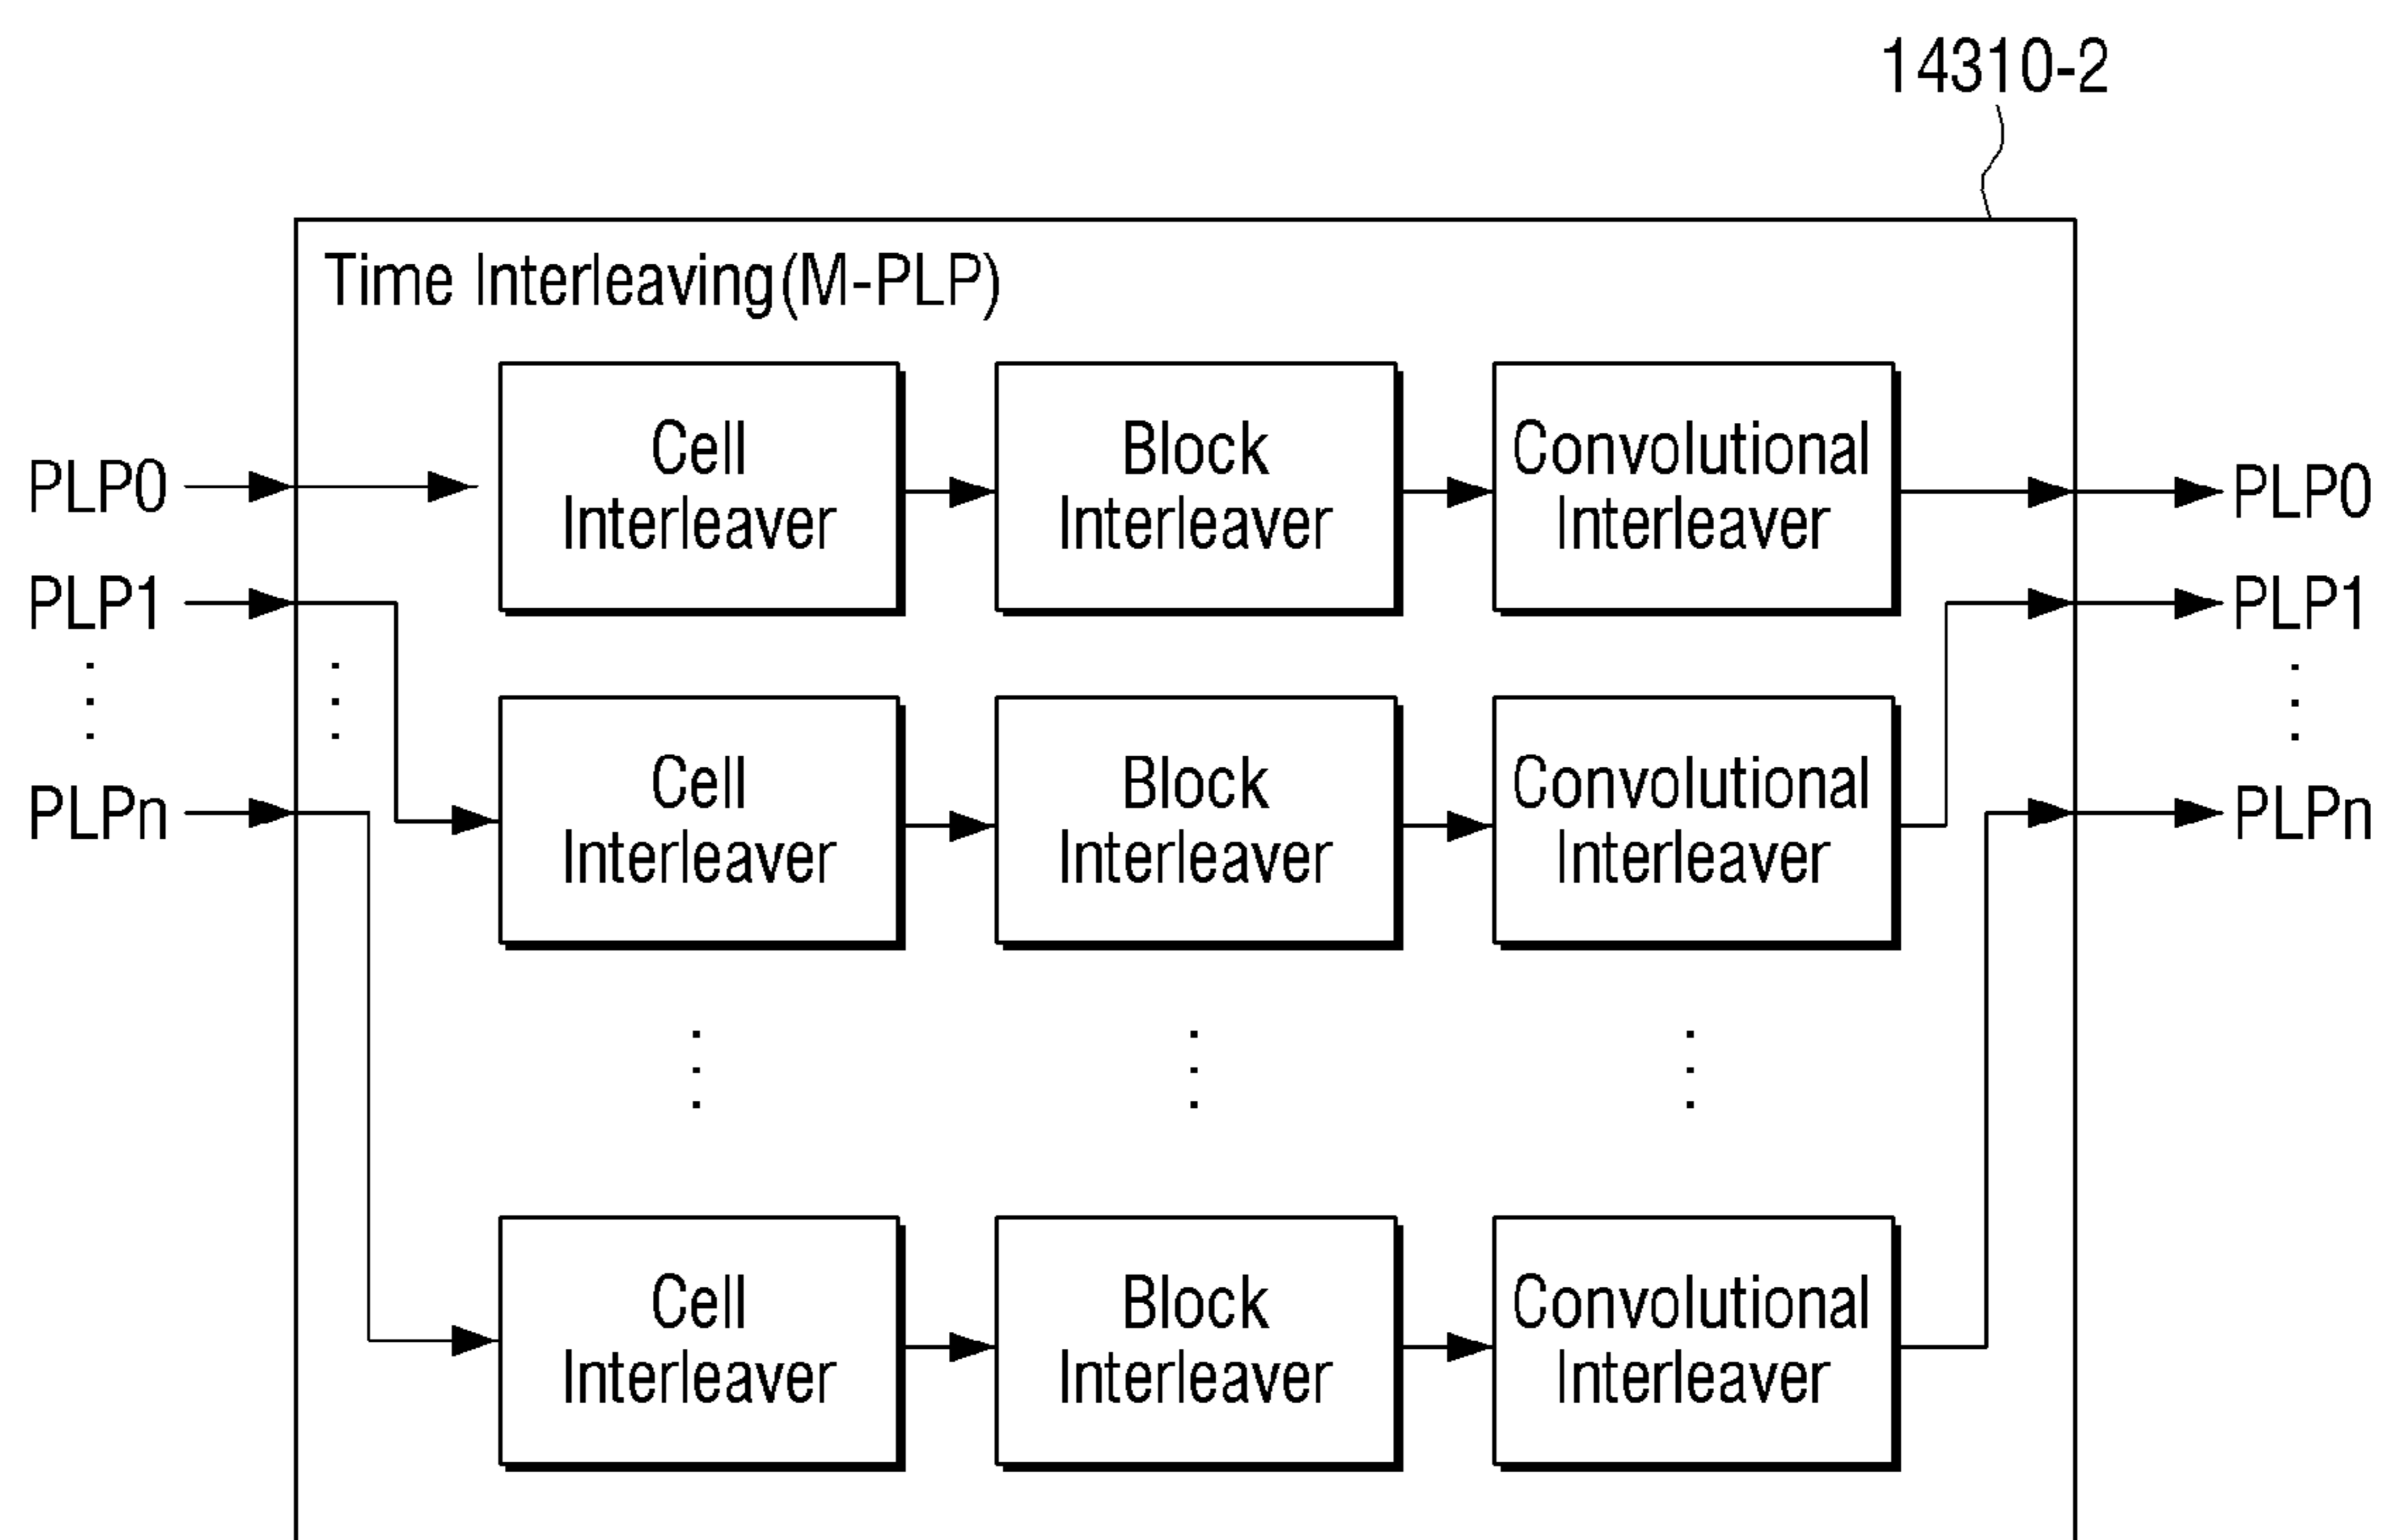 14310-2
Time Interleaving(M-PLP)
PLP0
Cell
Interleaver
Block
Interleaver
Convolutional
Interleaver
PLP0
PLP1
PLP1
Cell
Interleaver
Block
Interleaver
Convolutional
Interleaver
PLPn
PLPn
Cell
Interleaver
Block
Interleaver
Convolutional
Interleaver